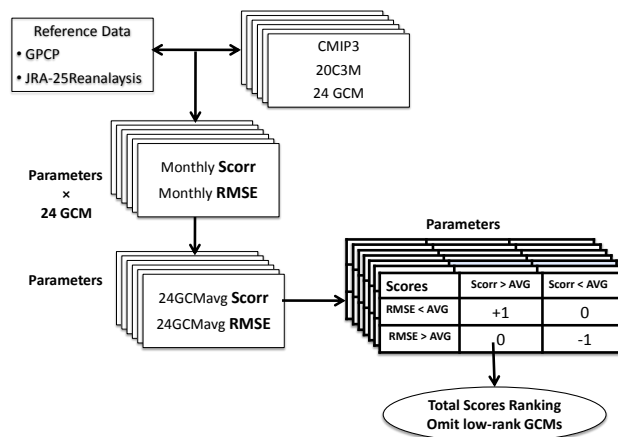 Reference Data
• GPCP
• JRA-25Reanalaysis
CMIP3
20C3M
24 GCM
Parameters
×
24 GCM
Monthly Scorr
Monthly RMSE
Parameters
24GCMavg Scorr
24GCMavg RMSE
Parameters
Scores Scorr > AVG Scorr < AVG
RMSE < AVG +1 0
RMSE > AVG 0 -1
Total Scores Ranking
Omit low-rank GCMs